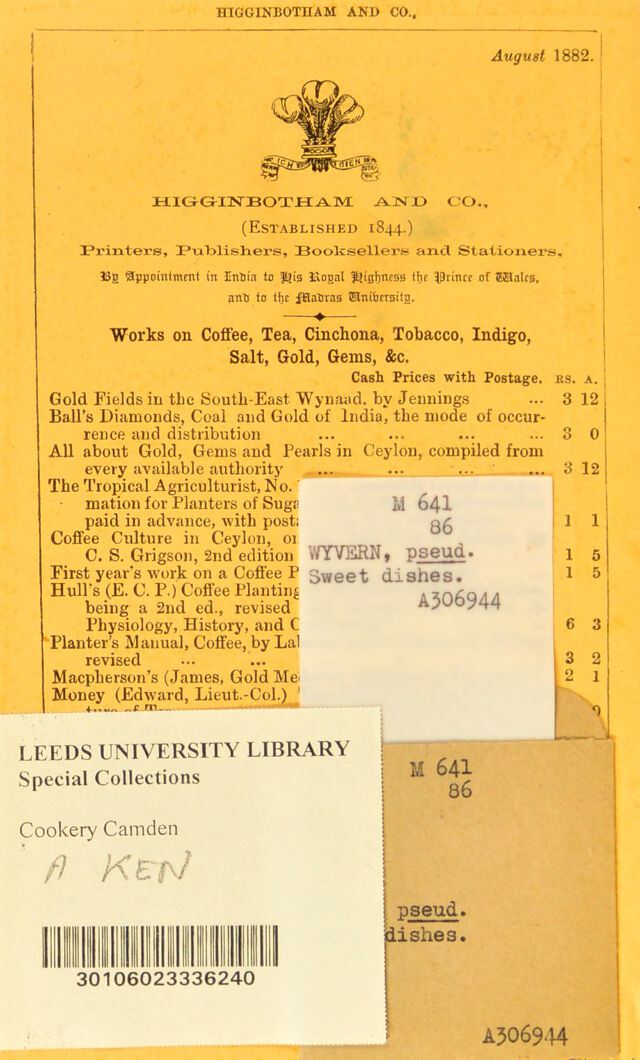 HIGGINBOTHAM AND CO.,
August 1882.
ICH DIEN
HIGGINBOTHAM AND CO.,
(ESTABLISHED 1844.)
Printers, Publishers, Booksellers and Stationers,
By Appointment in India to His Royal Highness the Prince of Wales,
and to the Madras University.
Works on Coffee, Tea, Cinchona, Tobacco, Indigo,
Salt, Gold, Gems, &c.
Cash Prices with Postage. RS. A.
Gold Fields in the South-East Wynaad, by Jennings ... 3 12
Ball's Diamonds, Coal and Gold of India, the mode of occur-
rence and distribution ... ... ... ... 3 0
All about Gold, Gems and Pearls in Ceylon, compiled from
every available authority ... ... ... ... 3 12
The Tropical Agriculturist, No.
mation for Planters of Suga
paid in advance, with posta 1 1
Coffee Culture in Ceylon, or
C. S. Grigson, 2nd edition 1 5
First year's work on a Coffee P 1 5
Hull's (E. C. P.) Coffee Planting
being a 2nd ed., revised
Physiology, History, and C 6 3
Planter's Manual, Coffee, by La
revised ... ... 3 2
Macpherson's (James, Gold Me 2 1
Money (Edward, Lieut.-Col.)
M 641
86
WYVERN, pseud.
Sweet dishes.
A306944
LEEDS UNIVERSITY LIBRARY
Special Collections
Cookery Camden
A KEN
30106023336240
M 641
86
pseud.
dishes.
A306944